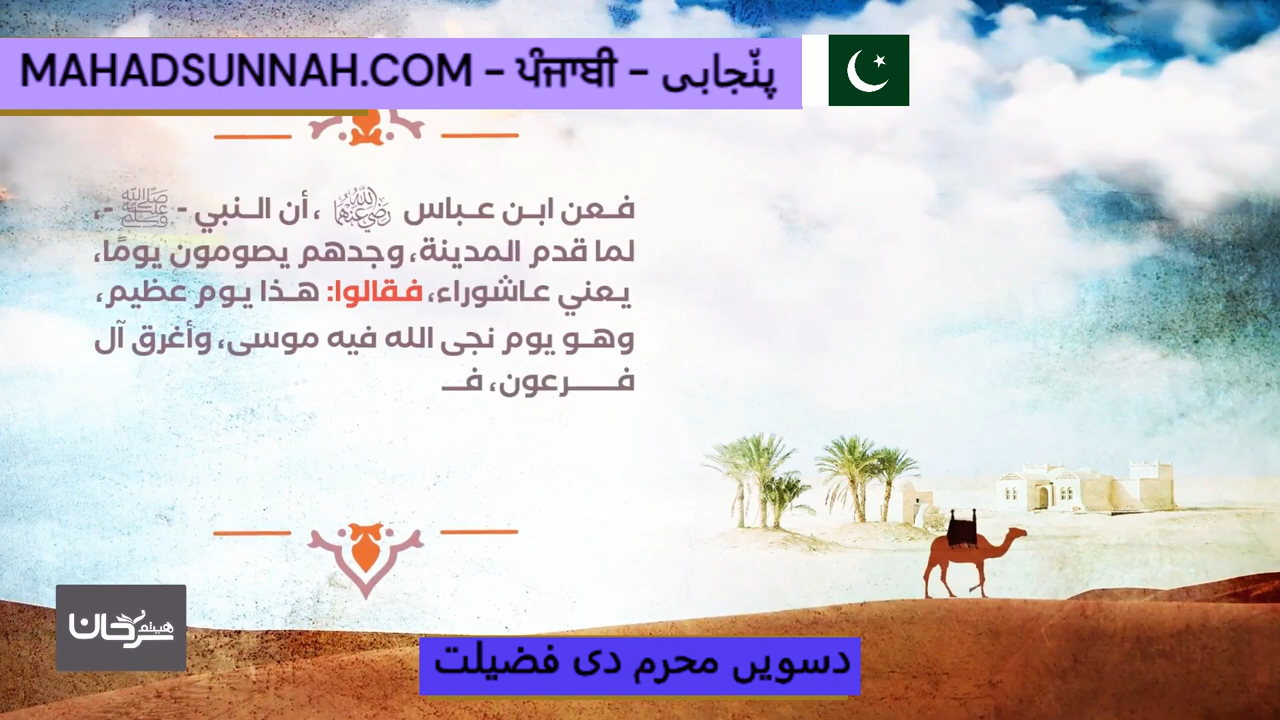 MAHADSUNNAH.COM – ਪੰਜਾਬੀ – پنّجابی
فعن ابن عباس رضي الله عنهما، أن النبي - ﷺ -،
لما قدم المدينة، وجدهم يصومون يومًا،
يعني عاشوراء، فقالوا: هذا يوم عظيم،
وهو يوم نجى الله فيه موسى، وأغرق آل
فرعون، فـ
هيثم سرحان
دسویں محرم دی فضیلت